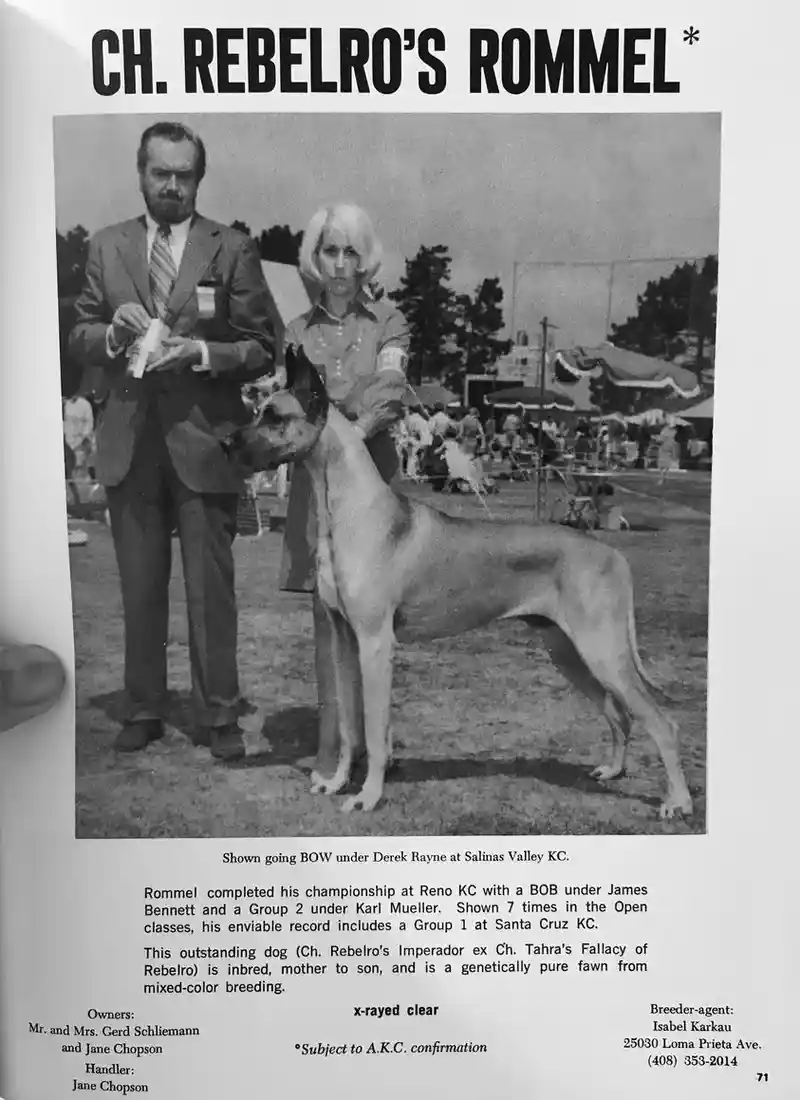 CH. REBELRO'S ROMMEL*
Shown going BOW under Derek Rayne at Salinas Valley KC.
Rommel completed his championship at Reno KC with a BOB under James
Bennett and a Group 2 under Karl Mueller. Shown 7 times in the Open
classes, his enviable record includes a Group 1 at Santa Cruz KC.
This outstanding dog (Ch. Rebelro's Imperador ex Ch. Tahra's Fallacy of
Rebelro) is inbred, mother to son, and is a genetically pure fawn from
mixed-color breeding.
Owners:
Mr. and Mrs. Gerd Schliemann
and Jane Chopson
Handler:
Jane Chopson
x-rayed clear
*Subject to A.K.C. confirmation
Breeder-agent:
Isabel Karkau
25030 Loma Prieta Ave.
(408) 353-2014
71